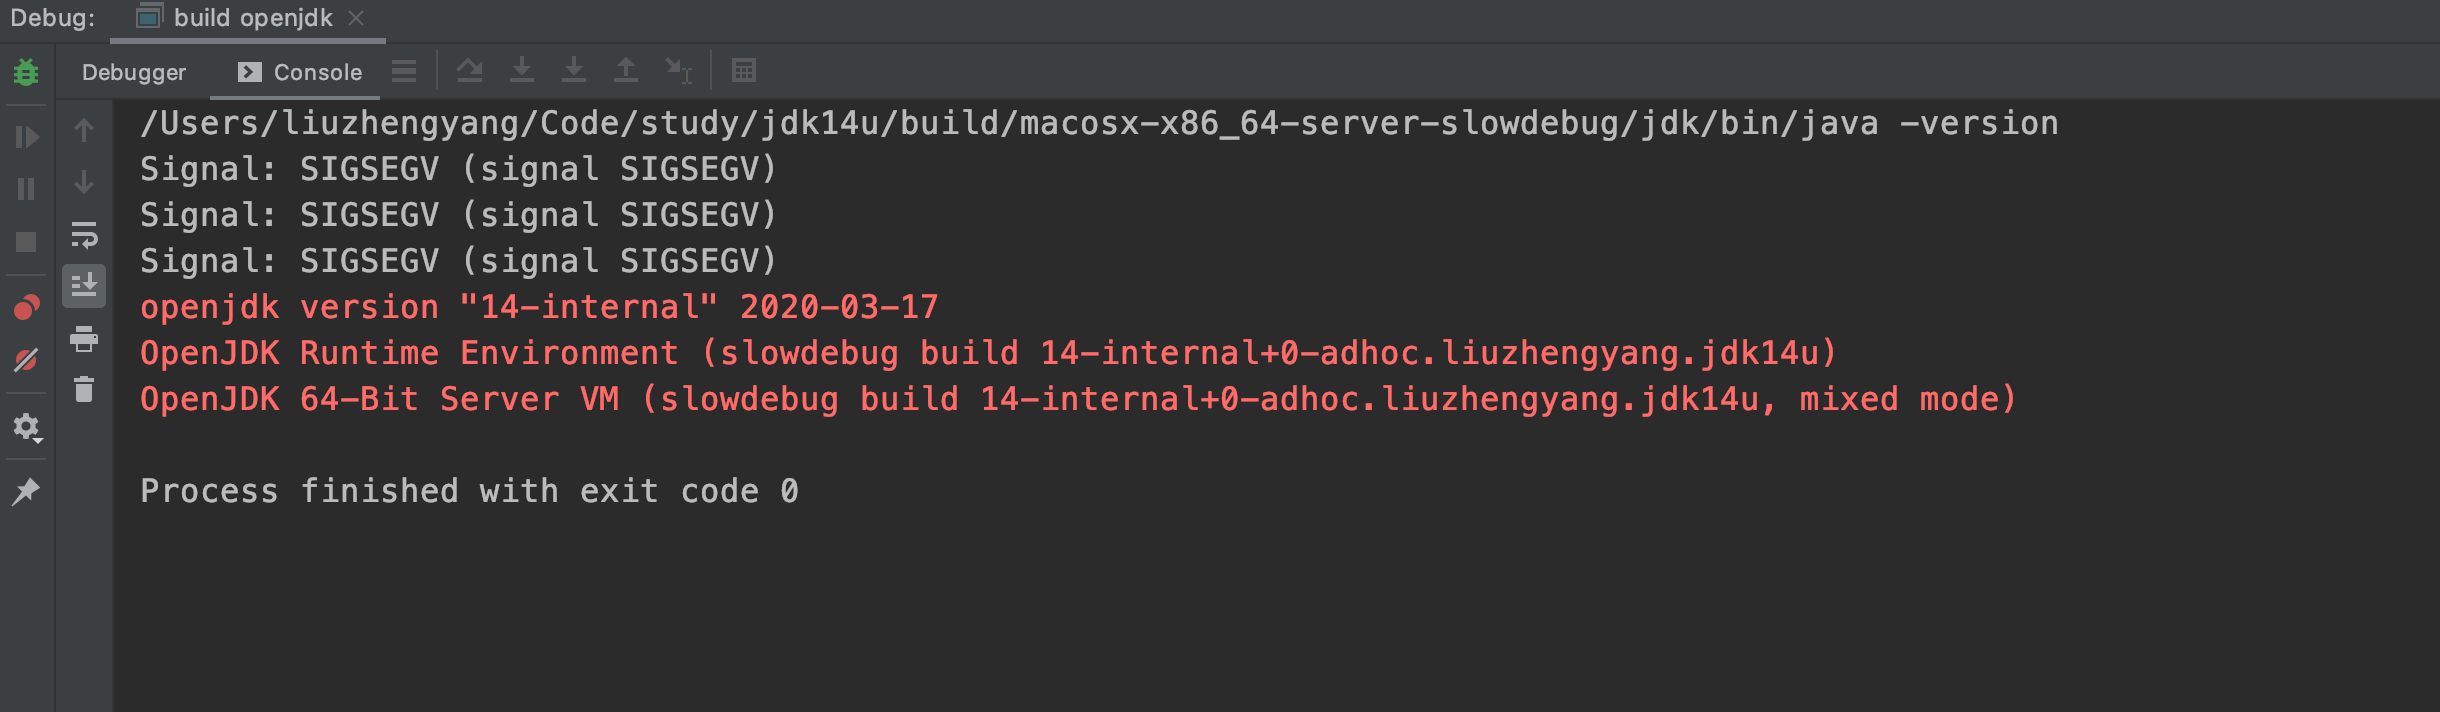 Debug: build openjdk
Debugger Console
/Users/liuzhengyang/Code/study/jdk14u/build/macosx-x86_64-server-slowdebug/jdk/bin/java -version
Signal: SIGSEGV (signal SIGSEGV)
Signal: SIGSEGV (signal SIGSEGV)
Signal: SIGSEGV (signal SIGSEGV)
openjdk version "14-internal" 2020-03-17
OpenJDK Runtime Environment (slowdebug build 14-internal+0-adhoc.liuzhengyang.jdk14u)
OpenJDK 64-Bit Server VM (slowdebug build 14-internal+0-adhoc.liuzhengyang.jdk14u, mixed mode)
Process finished with exit code 0